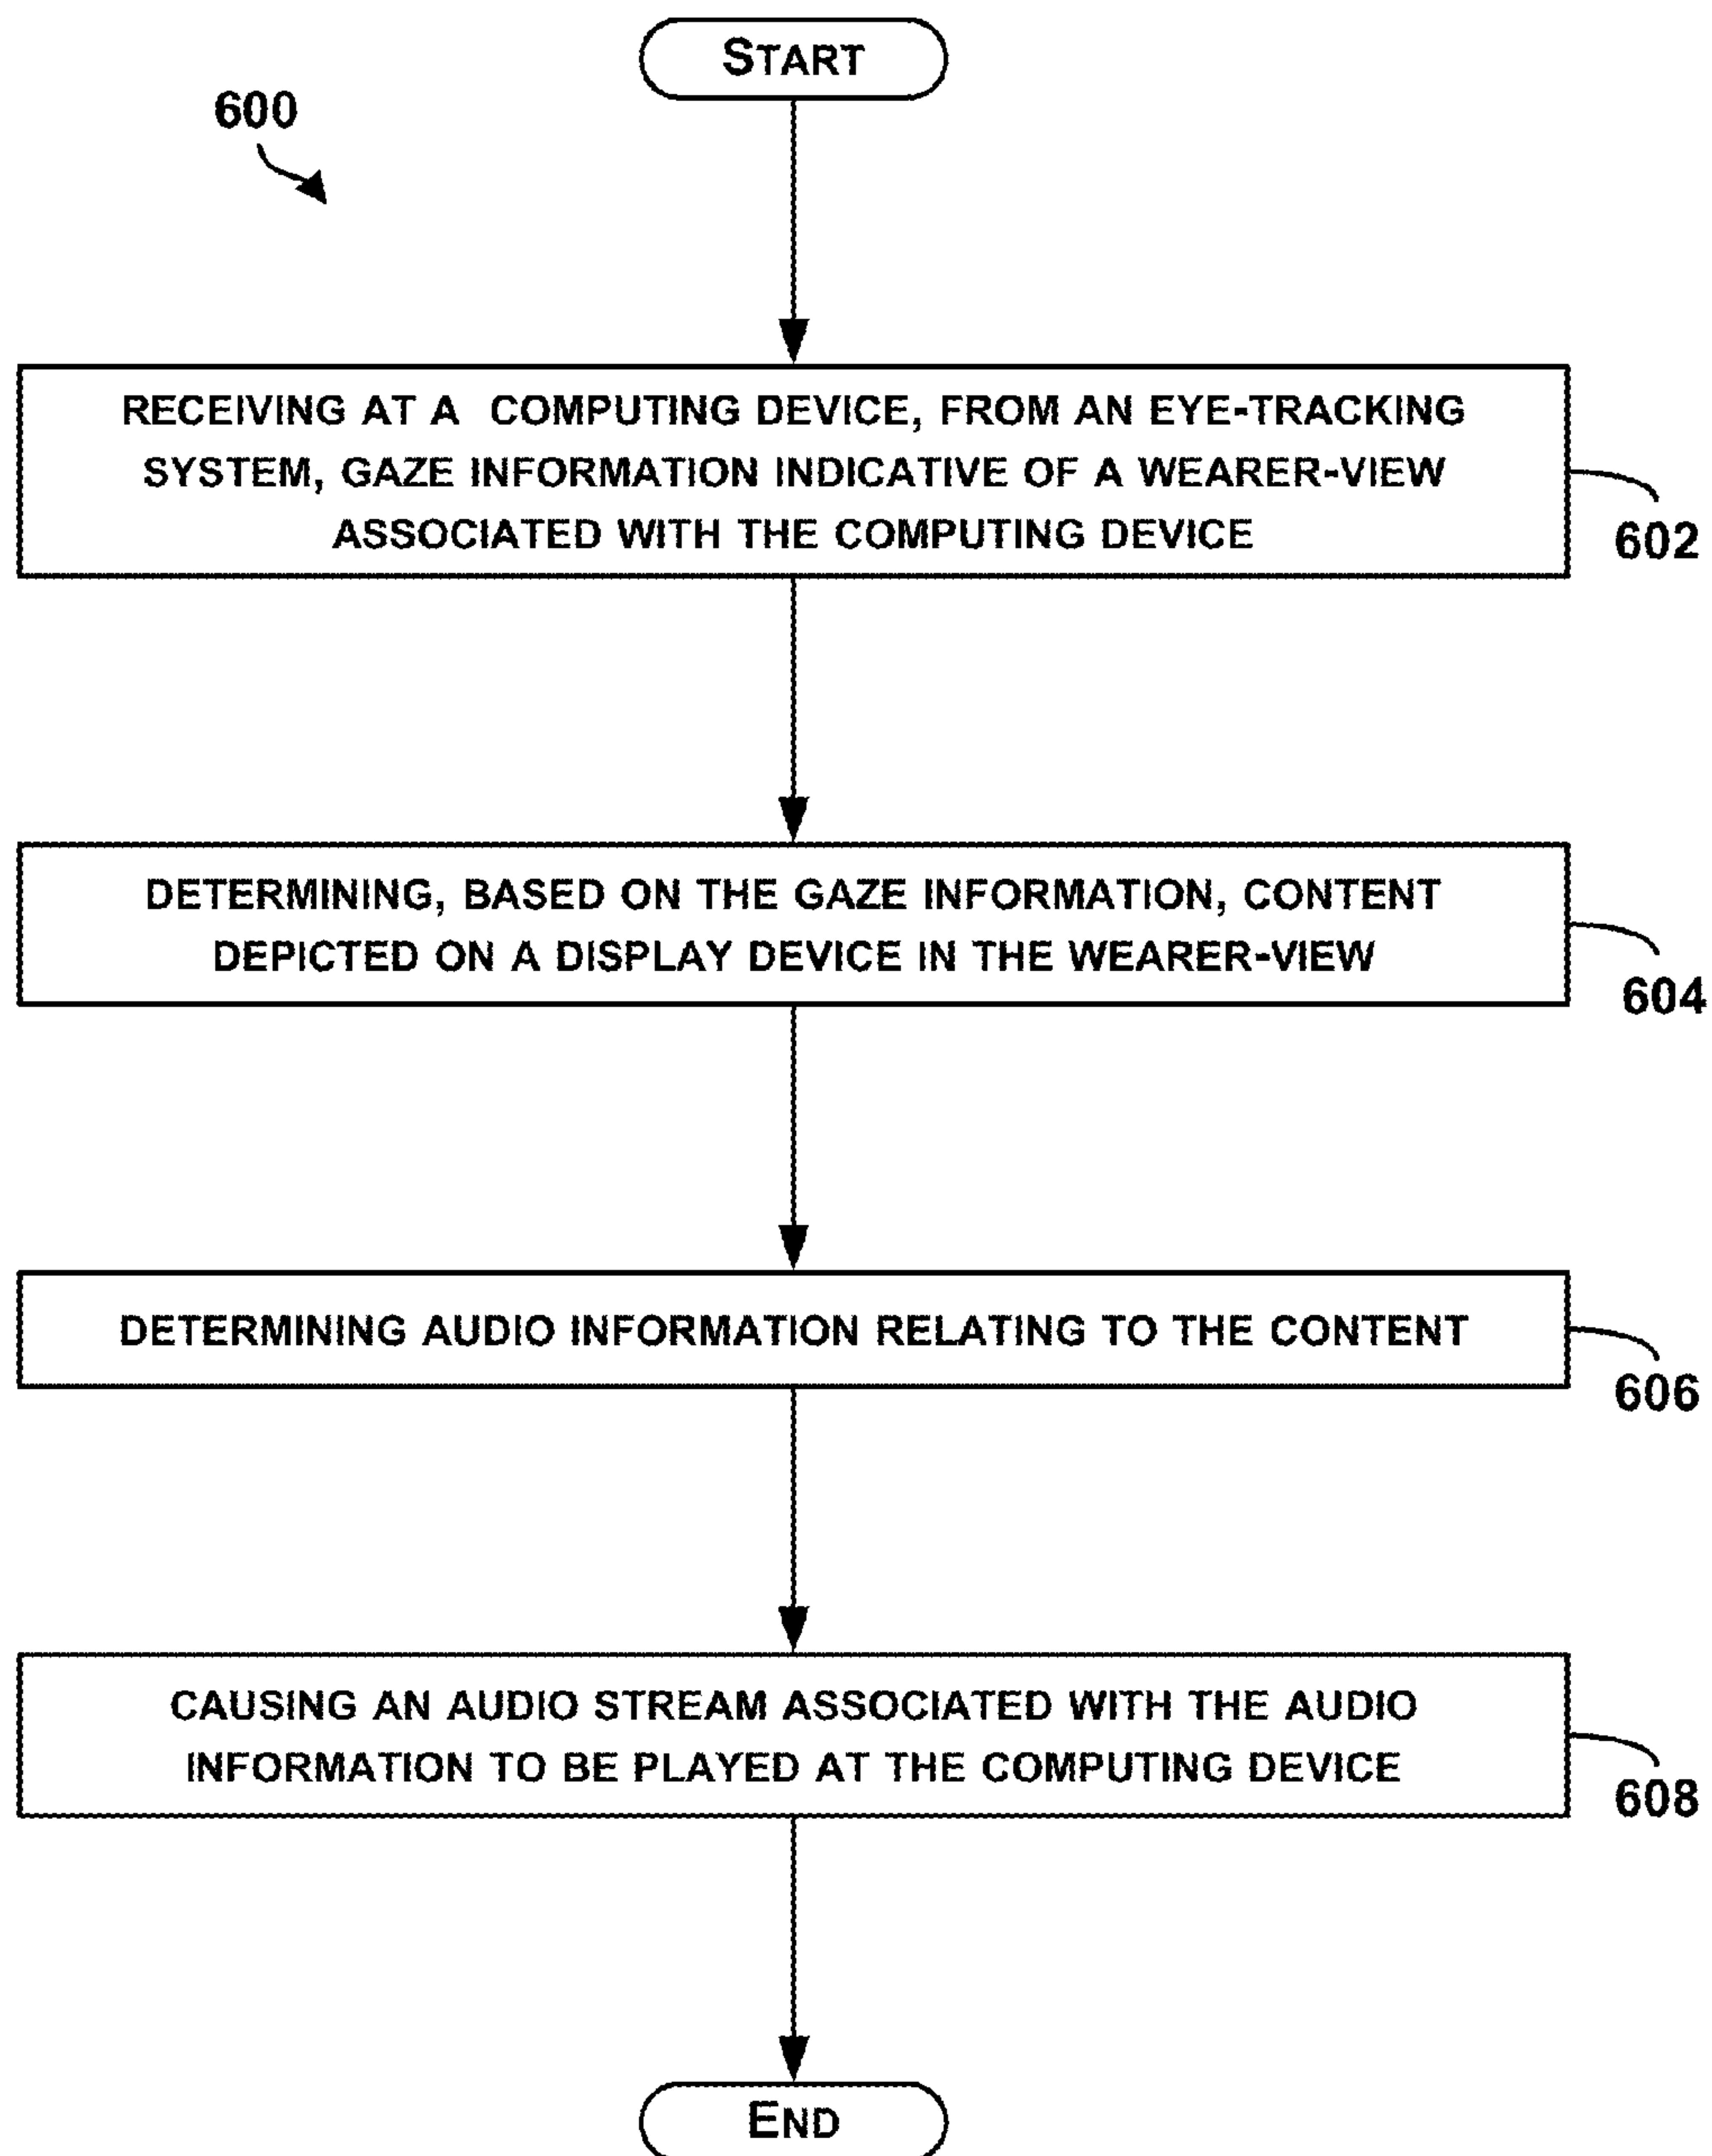 START
600
RECEIVING AT A COMPUTING DEVICE, FROM AN EYE-TRACKING
SYSTEM, GAZE INFORMATION INDICATIVE OF A WEARER-VIEW
ASSOCIATED WITH THE COMPUTING DEVICE
602
DETERMINING, BASED ON THE GAZE INFORMATION, CONTENT
DEPICTED ON A DISPLAY DEVICE IN THE WEARER-VIEW
604
DETERMINING AUDIO INFORMATION RELATING TO THE CONTENT
606
CAUSING AN AUDIO STREAM ASSOCIATED WITH THE AUDIO
INFORMATION TO BE PLAYED AT THE COMPUTING DEVICE
608
END